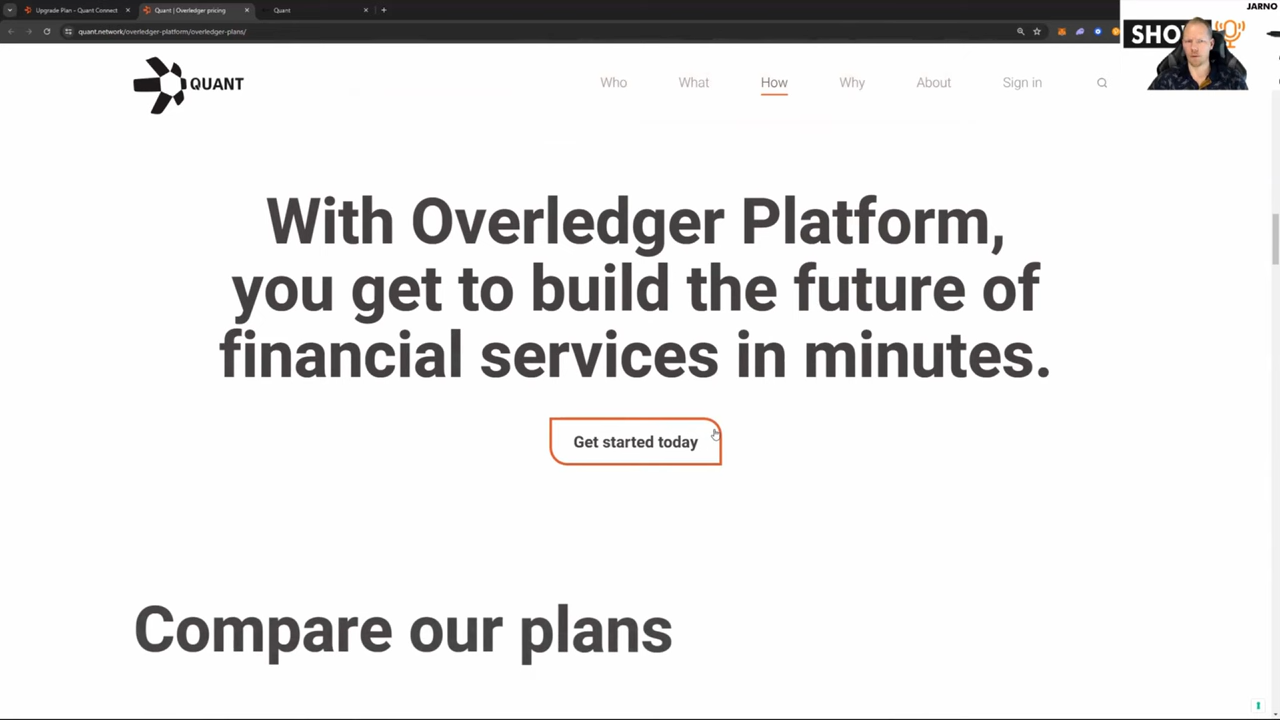 JARNO
Upgrade Plan - Quant Connect
Quant | Overledger pricing
Quant
quant.network/overledger-platform/overledger-plans/
SHO
QUANT
Who
What
How
Why
About
Sign in
With Overledger Platform,
you get to build the future of
financial services in minutes.
Get started today
Compare our plans